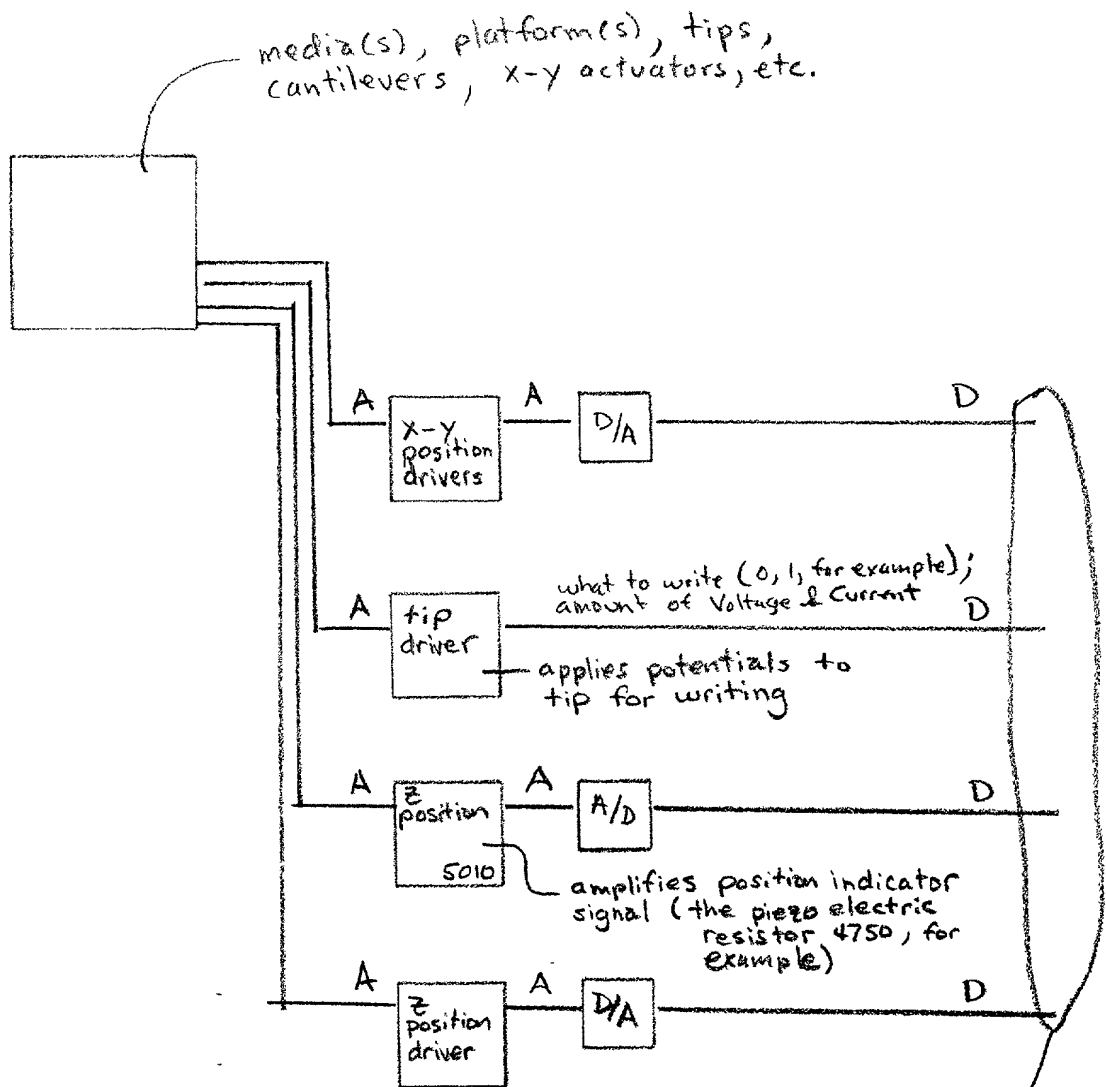 media(s), platform(s), tips,
cantilevers, x-y actuators, etc.
A
A
D
x-y
position
drivers
D/A
what to write (0, 1, for example);
amount of Voltage & Current
A
D
tip
driver
applies potentials to
tip for writing
A
A
D
z
position
5010
A/D
amplifies position indicator
signal (the piezo electric
resistor 4750, for
example)
A
A
D
z
position
driver
D/A